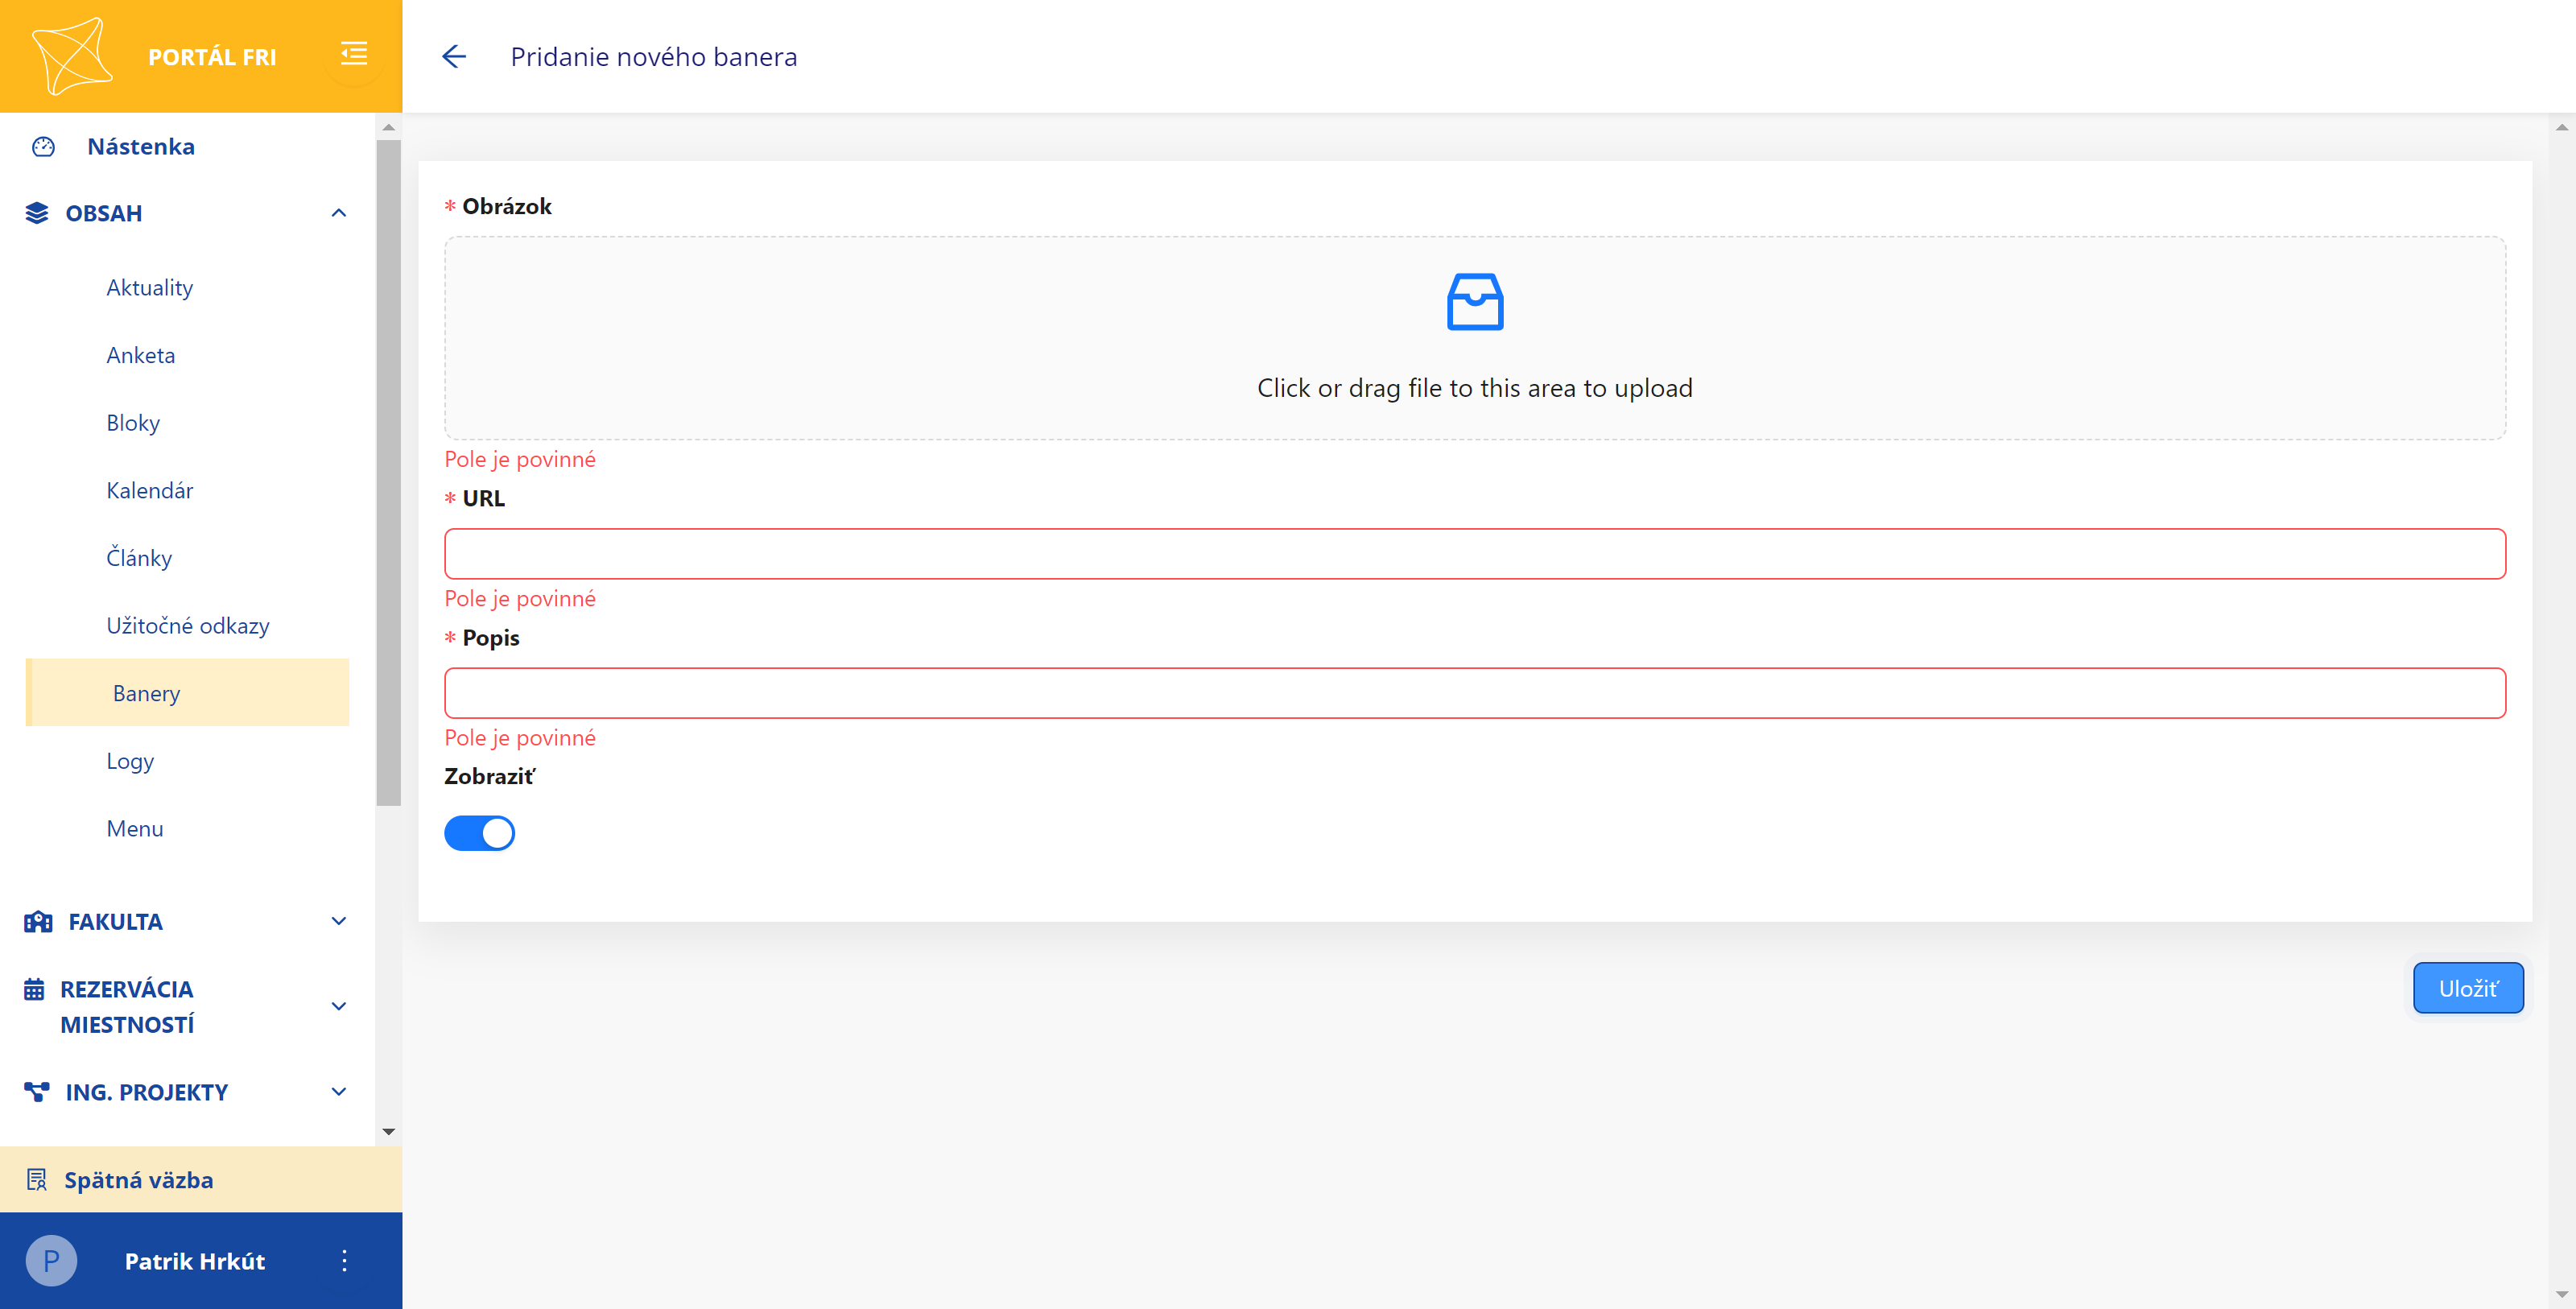 PORTÁL FRI
Pridanie nového banera
Nástenka
OBSAH
Aktuality
Anketa
Bloky
Kalendár
Články
Užitočné odkazy
Banery
Logy
Menu
FAKULTA
REZERVÁCIA
MIESTNOSTÍ
ING. PROJEKTY
Spätná väzba
P
Patrik Hrkút
* Obrázok
Click or drag file to this area to upload
Pole je povinné
* URL
Pole je povinné
* Popis
Pole je povinné
Zobraziť
Uložiť